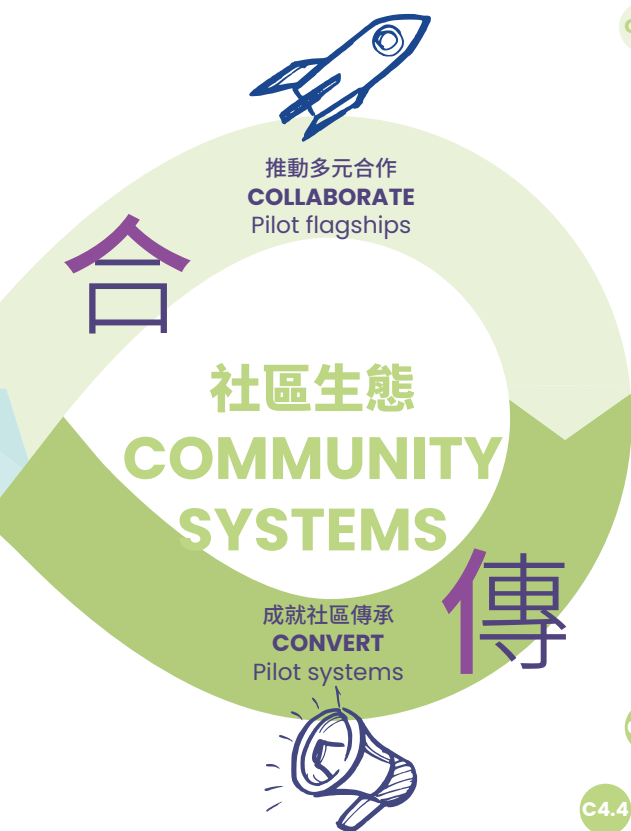 推動多元合作
COLLABORATE
Pilot flagships
合
社區生態
COMMUNITY
SYSTEMS
傳
成就社區傳承
CONVERT
Pilot systems
C4.4